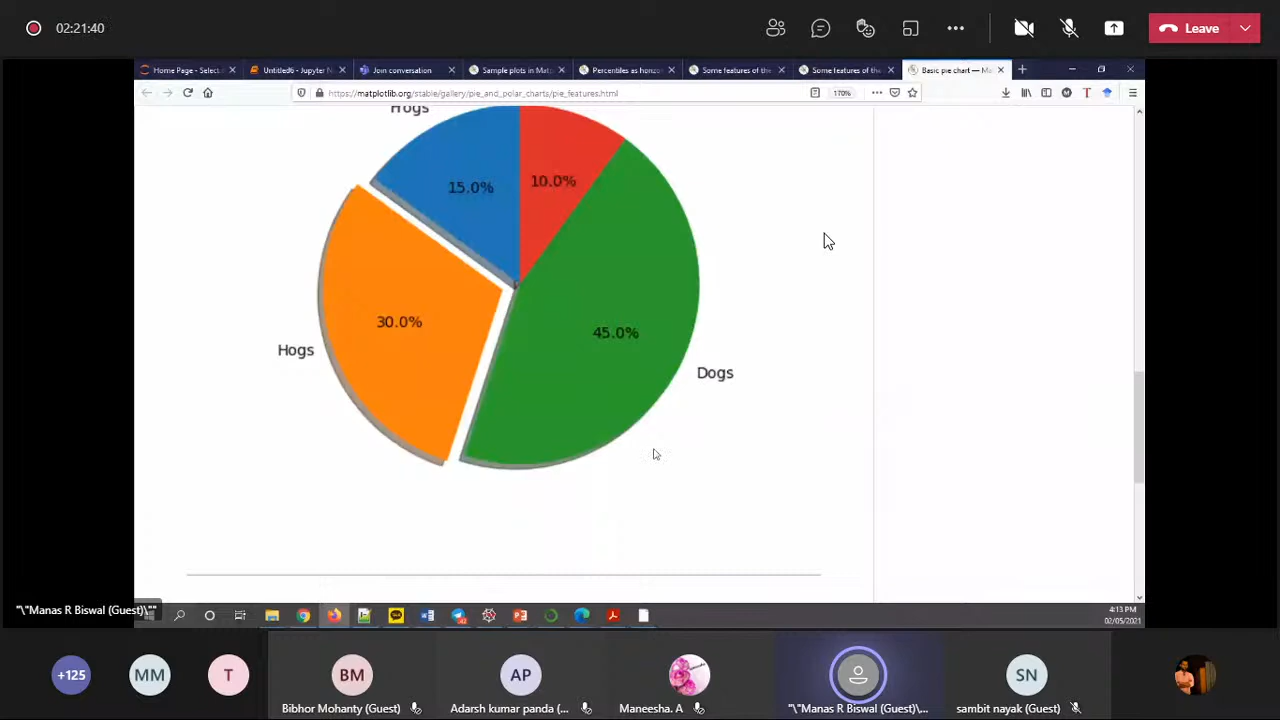 02:21:40
Leave
Home Page - Select
Untitled6 - Jupyter N
Join conversation
Sample plots in Mat
Percentiles as horizo
Some features of the
Some features of the
Basic pie chart — Ma
https://matplotlib.org/stable/gallery/pie_and_polar_charts/pie_features.html
170%
Hogs
15.0%
10.0%
30.0%
45.0%
Hogs
Dogs
"\"Manas R Biswal (Guest)\""
4:13 PM
02/05/2021
+125
MM
T
BM
AP
SN
Bibhor Mohanty (Guest)
Adarsh kumar panda (...
Maneesha. A
"\"Manas R Biswal (Guest)\...
sambit nayak (Guest)